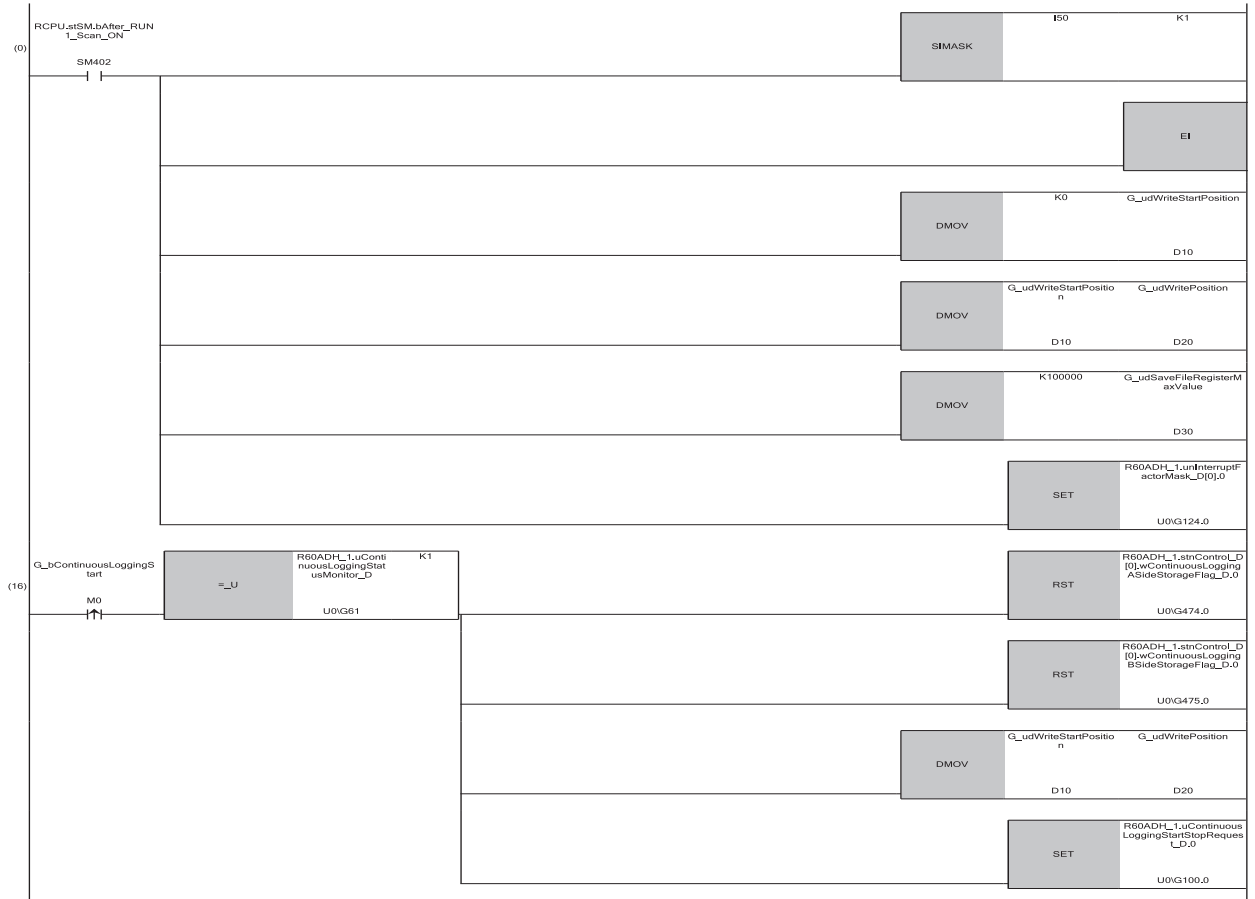 RCPU.stSM.bAfter_RUN
1_Scan_ON
(0)
SM402
SIMASK
I50
K1
EI
DMOV
K0
G_udWriteStartPosition
D10
DMOV
G_udWriteStartPositio
n
D10
G_udWritePosition
D20
DMOV
K100000
G_udSaveFileRegisterM
axValue
D30
SET
R60ADH_1.unInterruptF
actorMask_D[0].0
U0\G124.0
(16)
G_bContinuousLoggingS
tart
M0
=_U
R60ADH_1.uConti
nuousLoggingStat
usMonitor_D
U0\G61
K1
RST
R60ADH_1.stnControl_D
[0].wContinuousLogging
ASideStorageFlag_D.0
U0\G474.0
RST
R60ADH_1.stnControl_D
[0].wContinuousLogging
BSideStorageFlag_D.0
U0\G475.0
DMOV
G_udWriteStartPositio
n
D10
G_udWritePosition
D20
SET
R60ADH_1.uContinuous
LoggingStartStopReques
t_D.0
U0\G100.0